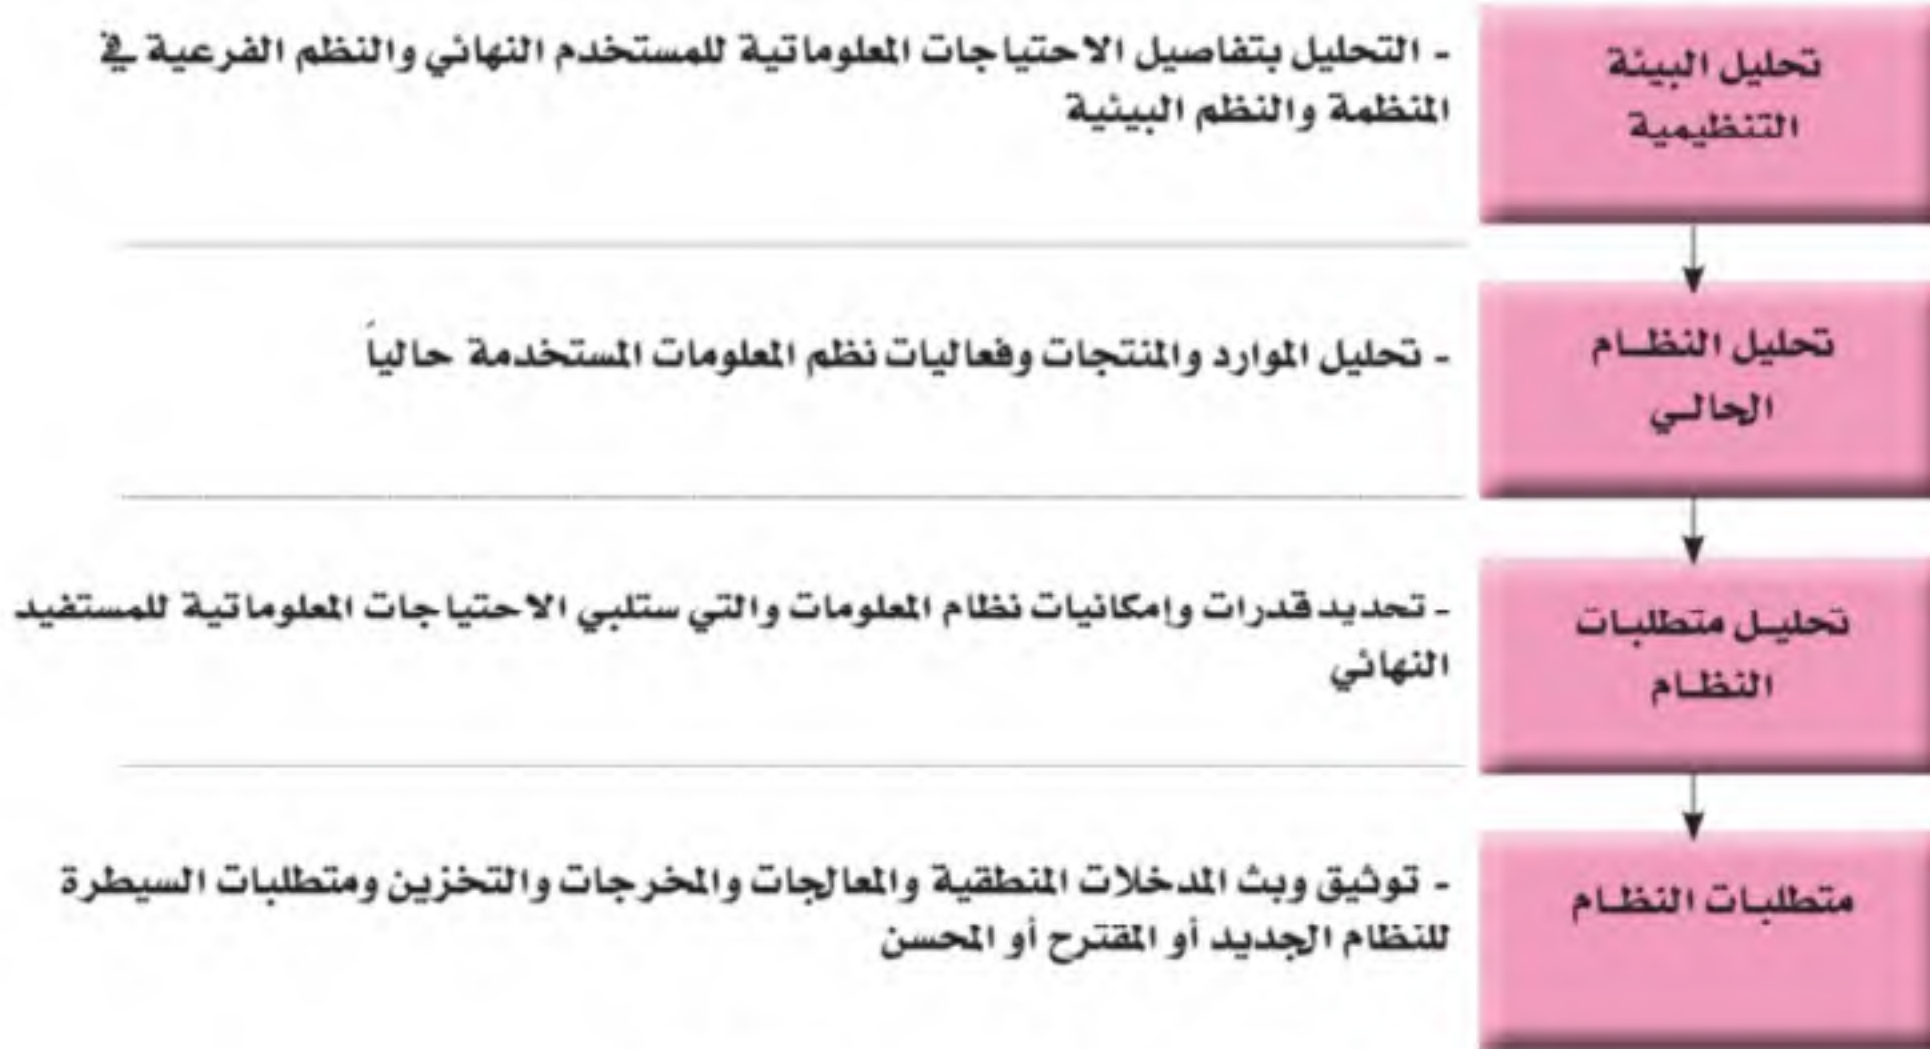 تحليل البيئة
التنظيمية
- التحليل بتفاصيل الاحتياجات المعلوماتية للمستخدم النهائي والنظم الفرعية في
المنظمة والنظم البيئية
تحليل النظــام
الحالـي
- تحليل الموارد والمنتجات وفعاليات نظم المعلومات المستخدمة حالياً
تحليـل متطلبـات
النظـام
- تحديد قدرات وإمكانيات نظام المعلومات والتي ستلبي الاحتياجات المعلوماتية للمستفيد
النهائي
متطلبـات النظـام
- توثيق وبث المدخلات المنطقية والمعالجات والمخرجات والتخزين ومتطلبات السيطرة
للنظام الجديد أو المقترح أو المحسن